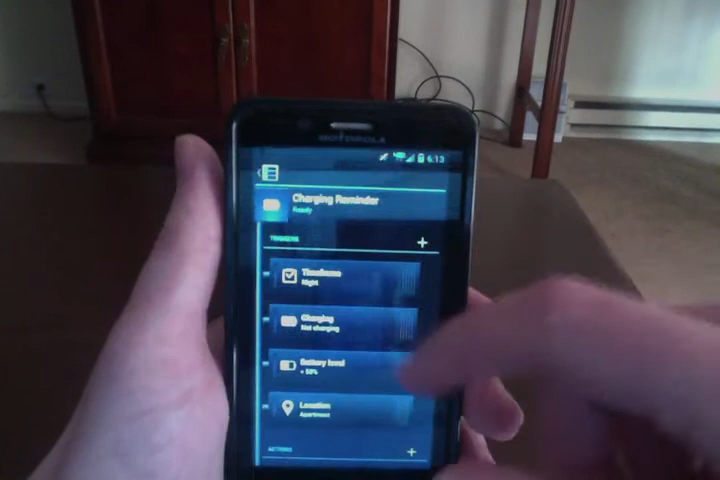 MOTOROLA
6:13
Charging Reminder
Ready
TRIGGERS
Timeframe
Night
Charging
Not charging
Battery level
Location
Apartment
ACTIONS